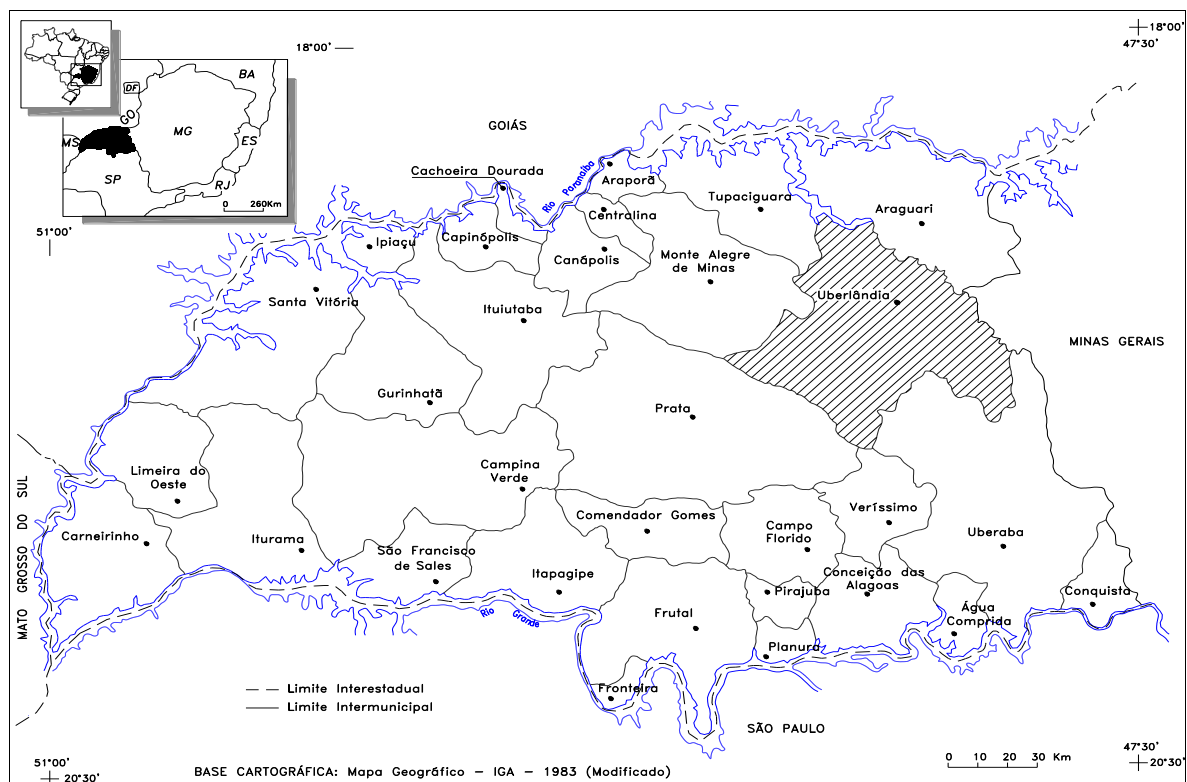 18°00'
18°00'
47°30'
BA
DF
GO
MG
MS
ES
SP
RJ
0 260Km
51°00'
GOIÁS
Cachoeira Dourada
Rio Paranaíba
Araporã
Centralina
Tupaciguara
Araguari
Ipiaçu
Capinópolis
Canápolis
Monte Alegre
de Minas
Santa Vitória
Ituiutaba
Uberlândia
MINAS GERAIS
Gurinhatã
Prata
MATO GROSSO DO SUL
Limeira do
Oeste
Campina
Verde
Carneirinho
Iturama
São Francisco
de Sales
Comendador Gomes
Campo
Florido
Veríssimo
Uberaba
Itapagipe
Conceição das
Alagoas
Pirajuba
Conquista
Rio Grande
Frutal
Água
Comprida
Planura
Fronteira
Limite Interestadual
Limite Intermunicipal
SÃO PAULO
51°00'
20°30'
BASE CARTOGRÁFICA: Mapa Geográfico – IGA – 1983 (Modificado)
0 10 20 30 Km
47°30'
20°30'